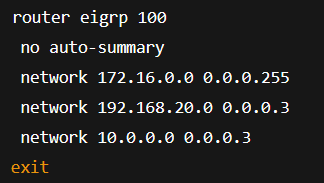 router eigrp 100
no auto-summary
network 172.16.0.0 0.0.0.255
network 192.168.20.0 0.0.0.3
network 10.0.0.0 0.0.0.3
exit